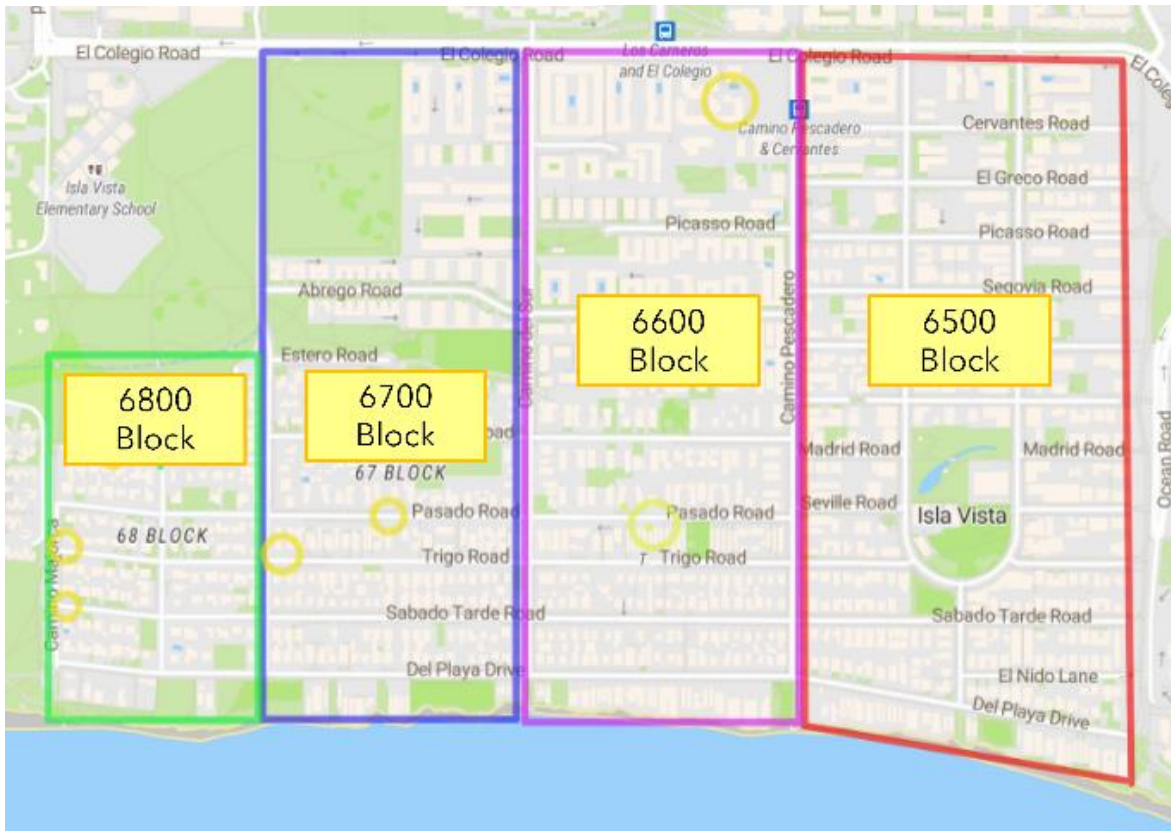 El Colegio Road
El Colegio Road
Los Carneros
and El Colegio
El Colegio Road
El Cole
Camino Pescadero
& Cervantes
Cervantes Road
Isla Vista
Elementary School
El Greco Road
Picasso Road
Picasso Road
Abrego Road
Segovia Road
Camino del Sur
Camino Pescadero
6600
Block
6500
Block
Estero Road
6800
Block
6700
Block
oad
67 BLOCK
Madrid Road
Madrid Road
Ocean Road
Pasado Road
Pasado Road
Seville Road
Isla Vista
68 BLOCK
Camino Majorca
Trigo Road
T Trigo Road
Sabado Tarde Road
Sabado Tarde Road
Del Playa Drive
El Nido Lane
Del Playa Drive